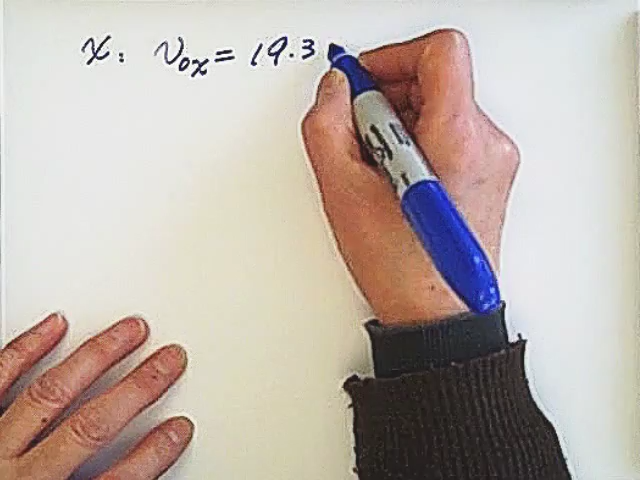 x: v₀ₓ = 19.3